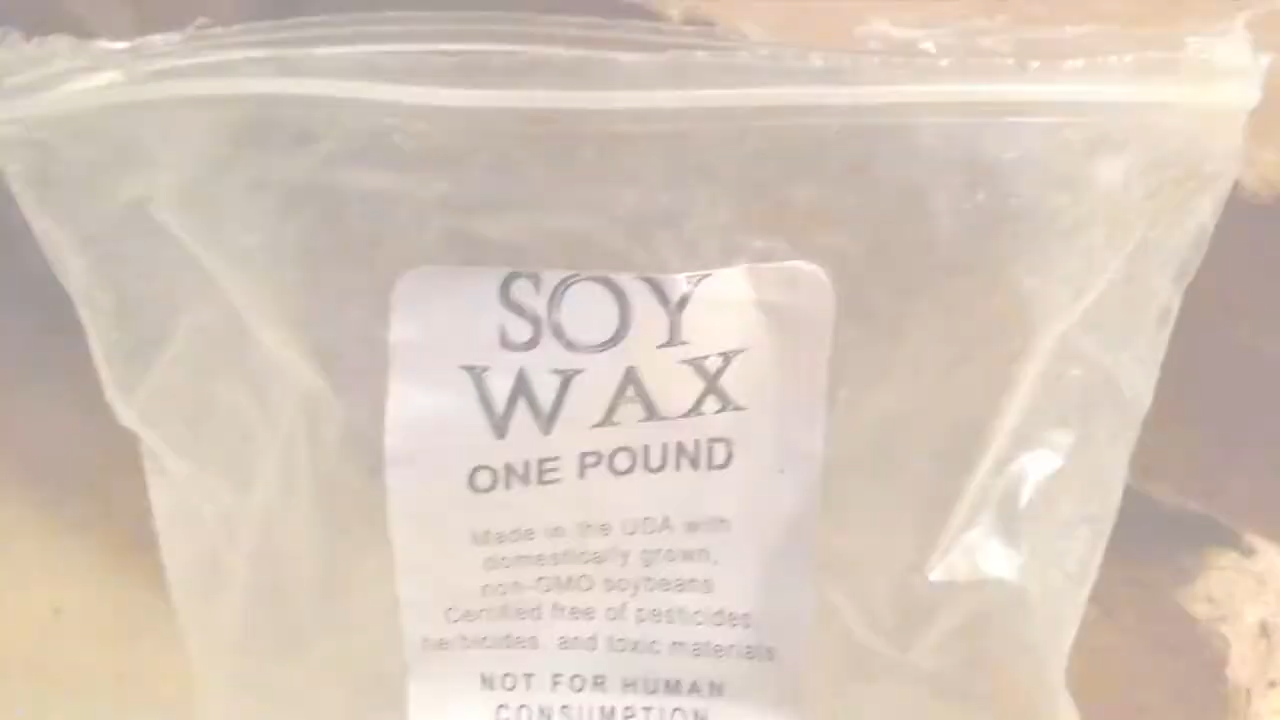 SOY
WAX
ONE POUND
Made in the USA with
domestically grown,
non-GMO soybeans
Certified free of pesticides,
herbicides, and toxic materials
NOT FOR HUMAN
CONSUMPTION